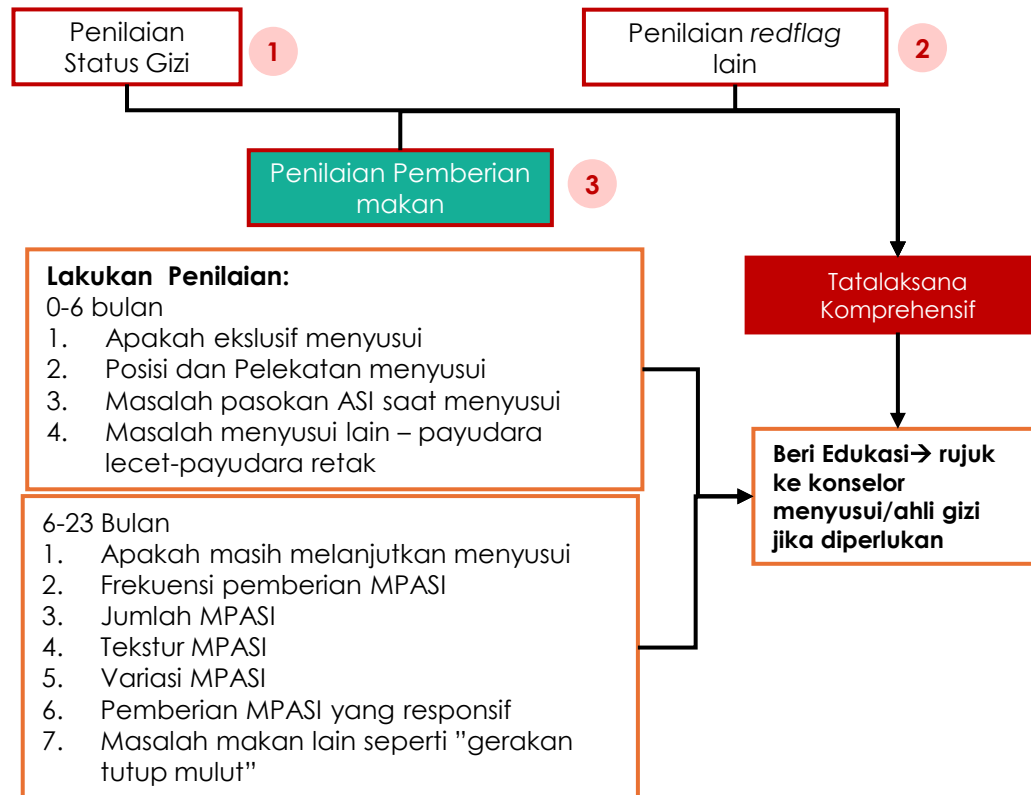 Penilaian
Status Gizi
1
Penilaian redflag
lain
2
Penilaian Pemberian
makan
3
Lakukan Penilaian:
0-6 bulan
1. Apakah ekslusif menyusui
2. Posisi dan Pelekatan menyusui
3. Masalah pasokan ASI saat menyusui
4. Masalah menyusui lain – payudara
lecet-payudara retak
6-23 Bulan
1. Apakah masih melanjutkan menyusui
2. Frekuensi pemberian MPASI
3. Jumlah MPASI
4. Tekstur MPASI
5. Variasi MPASI
6. Pemberian MPASI yang responsif
7. Masalah makan lain seperti ”gerakan
tutup mulut”
Tatalaksana
Komprehensif
Beri Edukasi→ rujuk
ke konselor
menyusui/ahli gizi
jika diperlukan